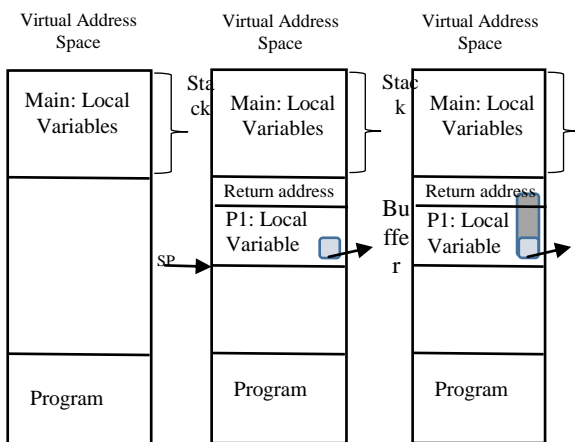 Virtual Address
Space
Main: Local
Variables
Program
Virtual Address
Space
Sta
ck
Main: Local
Variables
Return address
P1: Local
Variable
SP
Program
Virtual Address
Space
Stac
k
Main: Local
Variables
Return address
Bu
ffe
r
P1: Local
Variable
Program